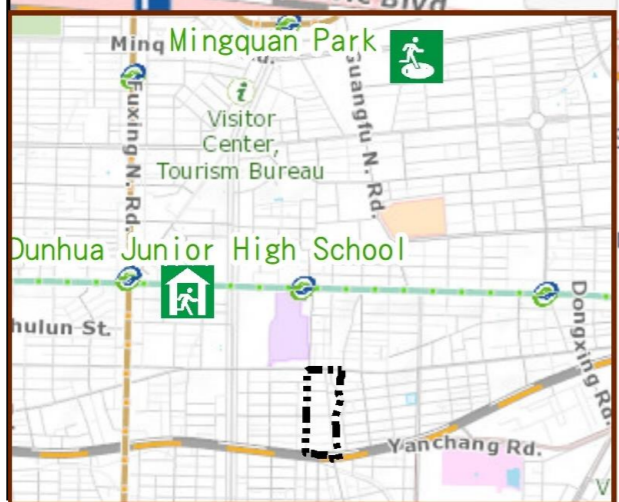 Blvd
Mingquan Park
Minq
Guangfu N. Rd.
Fuxing N. Rd.
i
Visitor
Center,
Tourism Bureau
Dunhua Junior High School
hulun St.
Dongxing Rd.
Yanchang Rd.
V